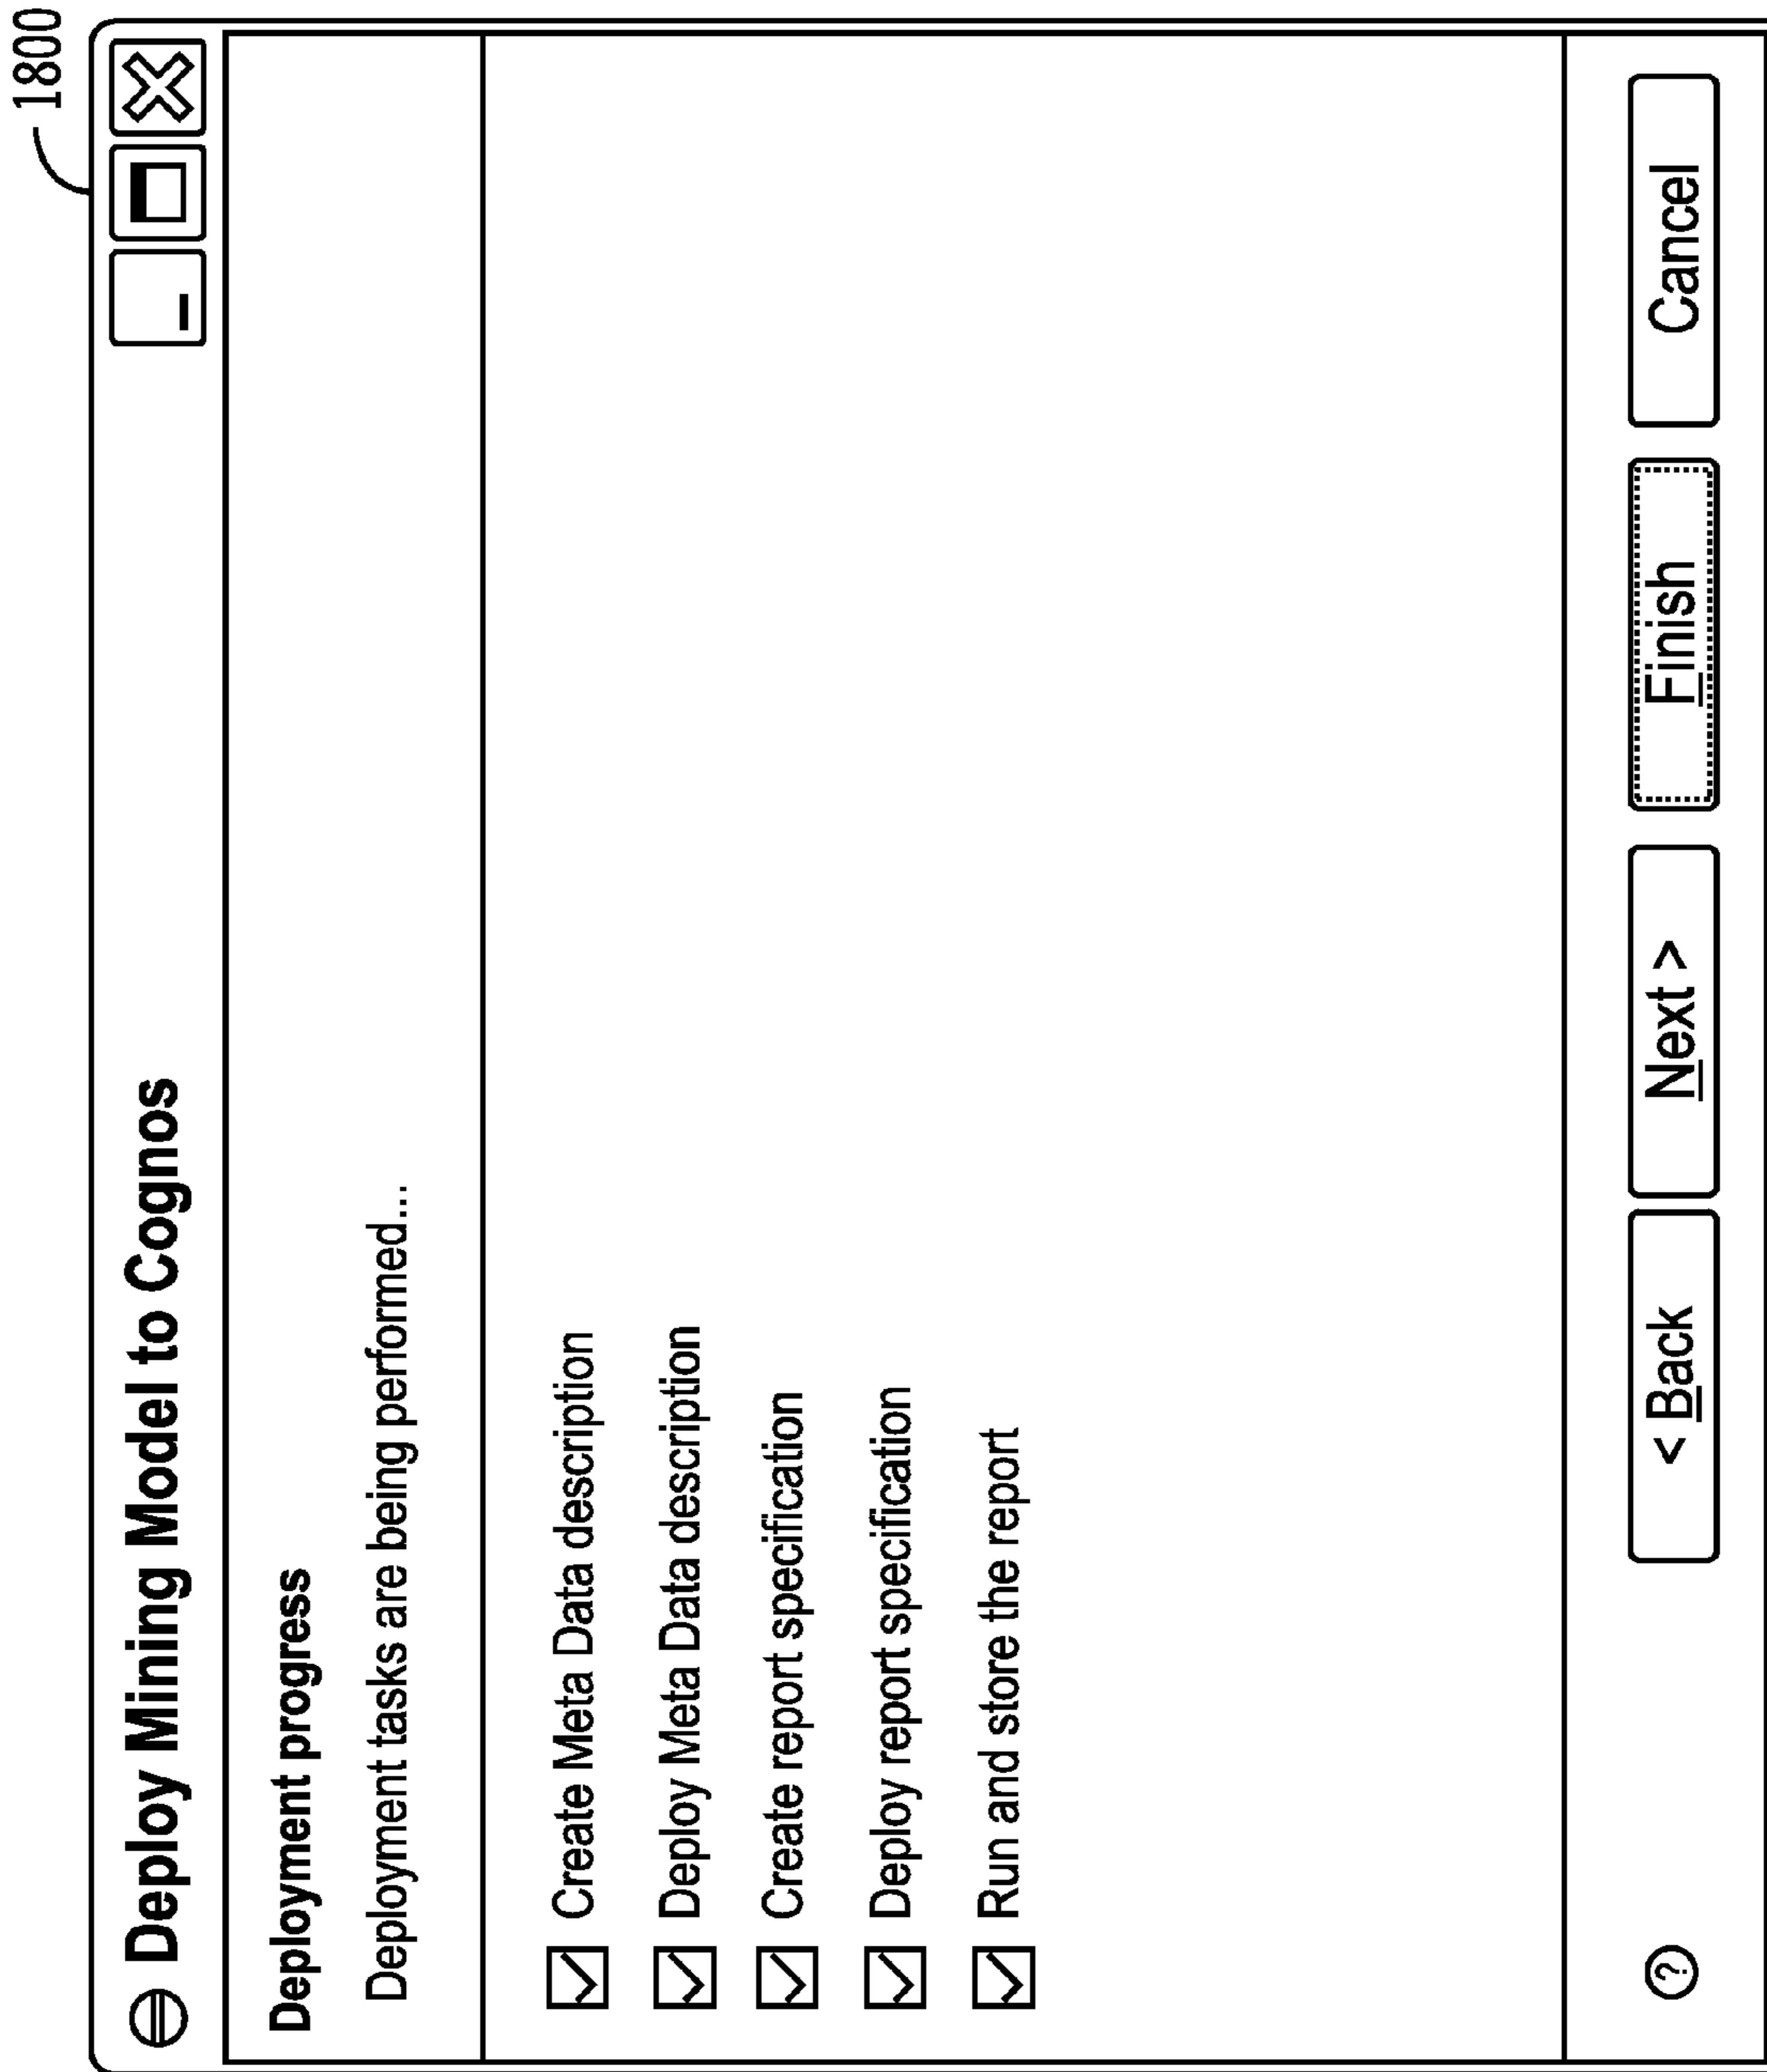 1800
Deploy Mining Model to Cognos
Deployment progress
Deployment tasks are being performed...
Create Meta Data description
Deploy Meta Data description
Create report specification
Deploy report specification
Run and store the report
? < Back Next > Finish Cancel